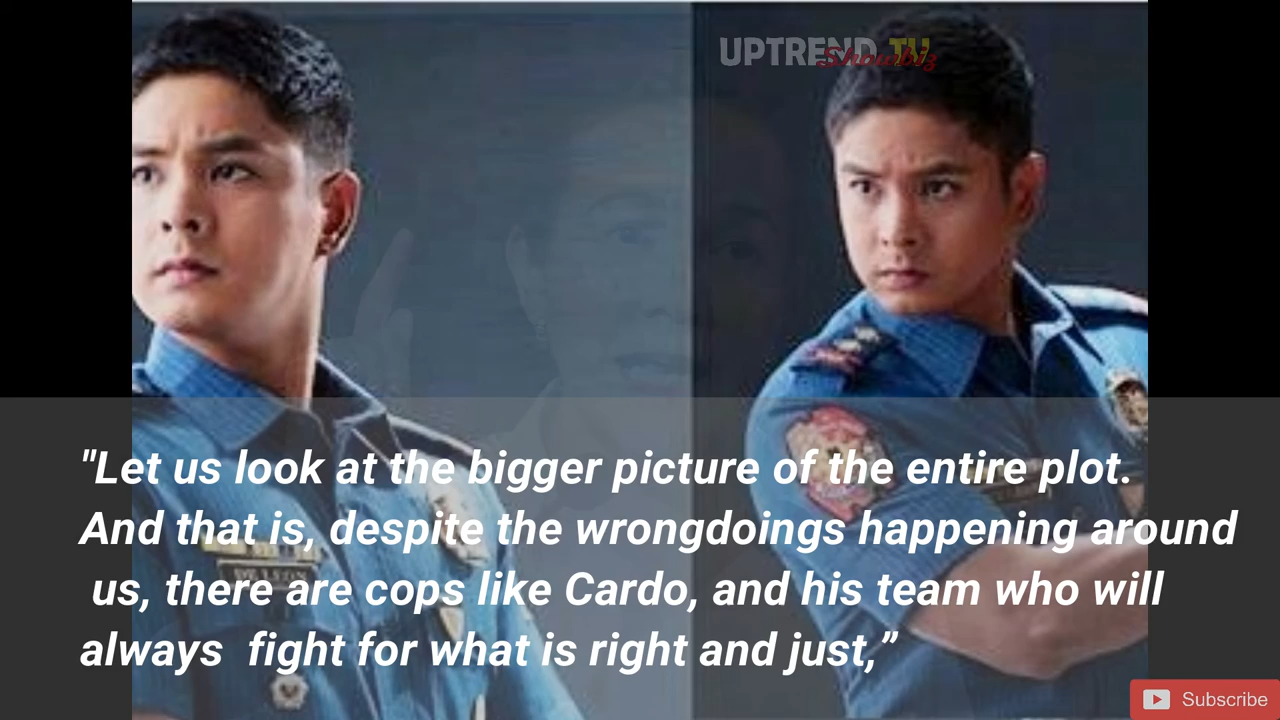 UPTREND TV
Showbiz
"Let us look at the bigger picture of the entire plot.
And that is, despite the wrongdoings happening around
us, there are cops like Cardo, and his team who will
always fight for what is right and just,”
DE LEON
Subscribe